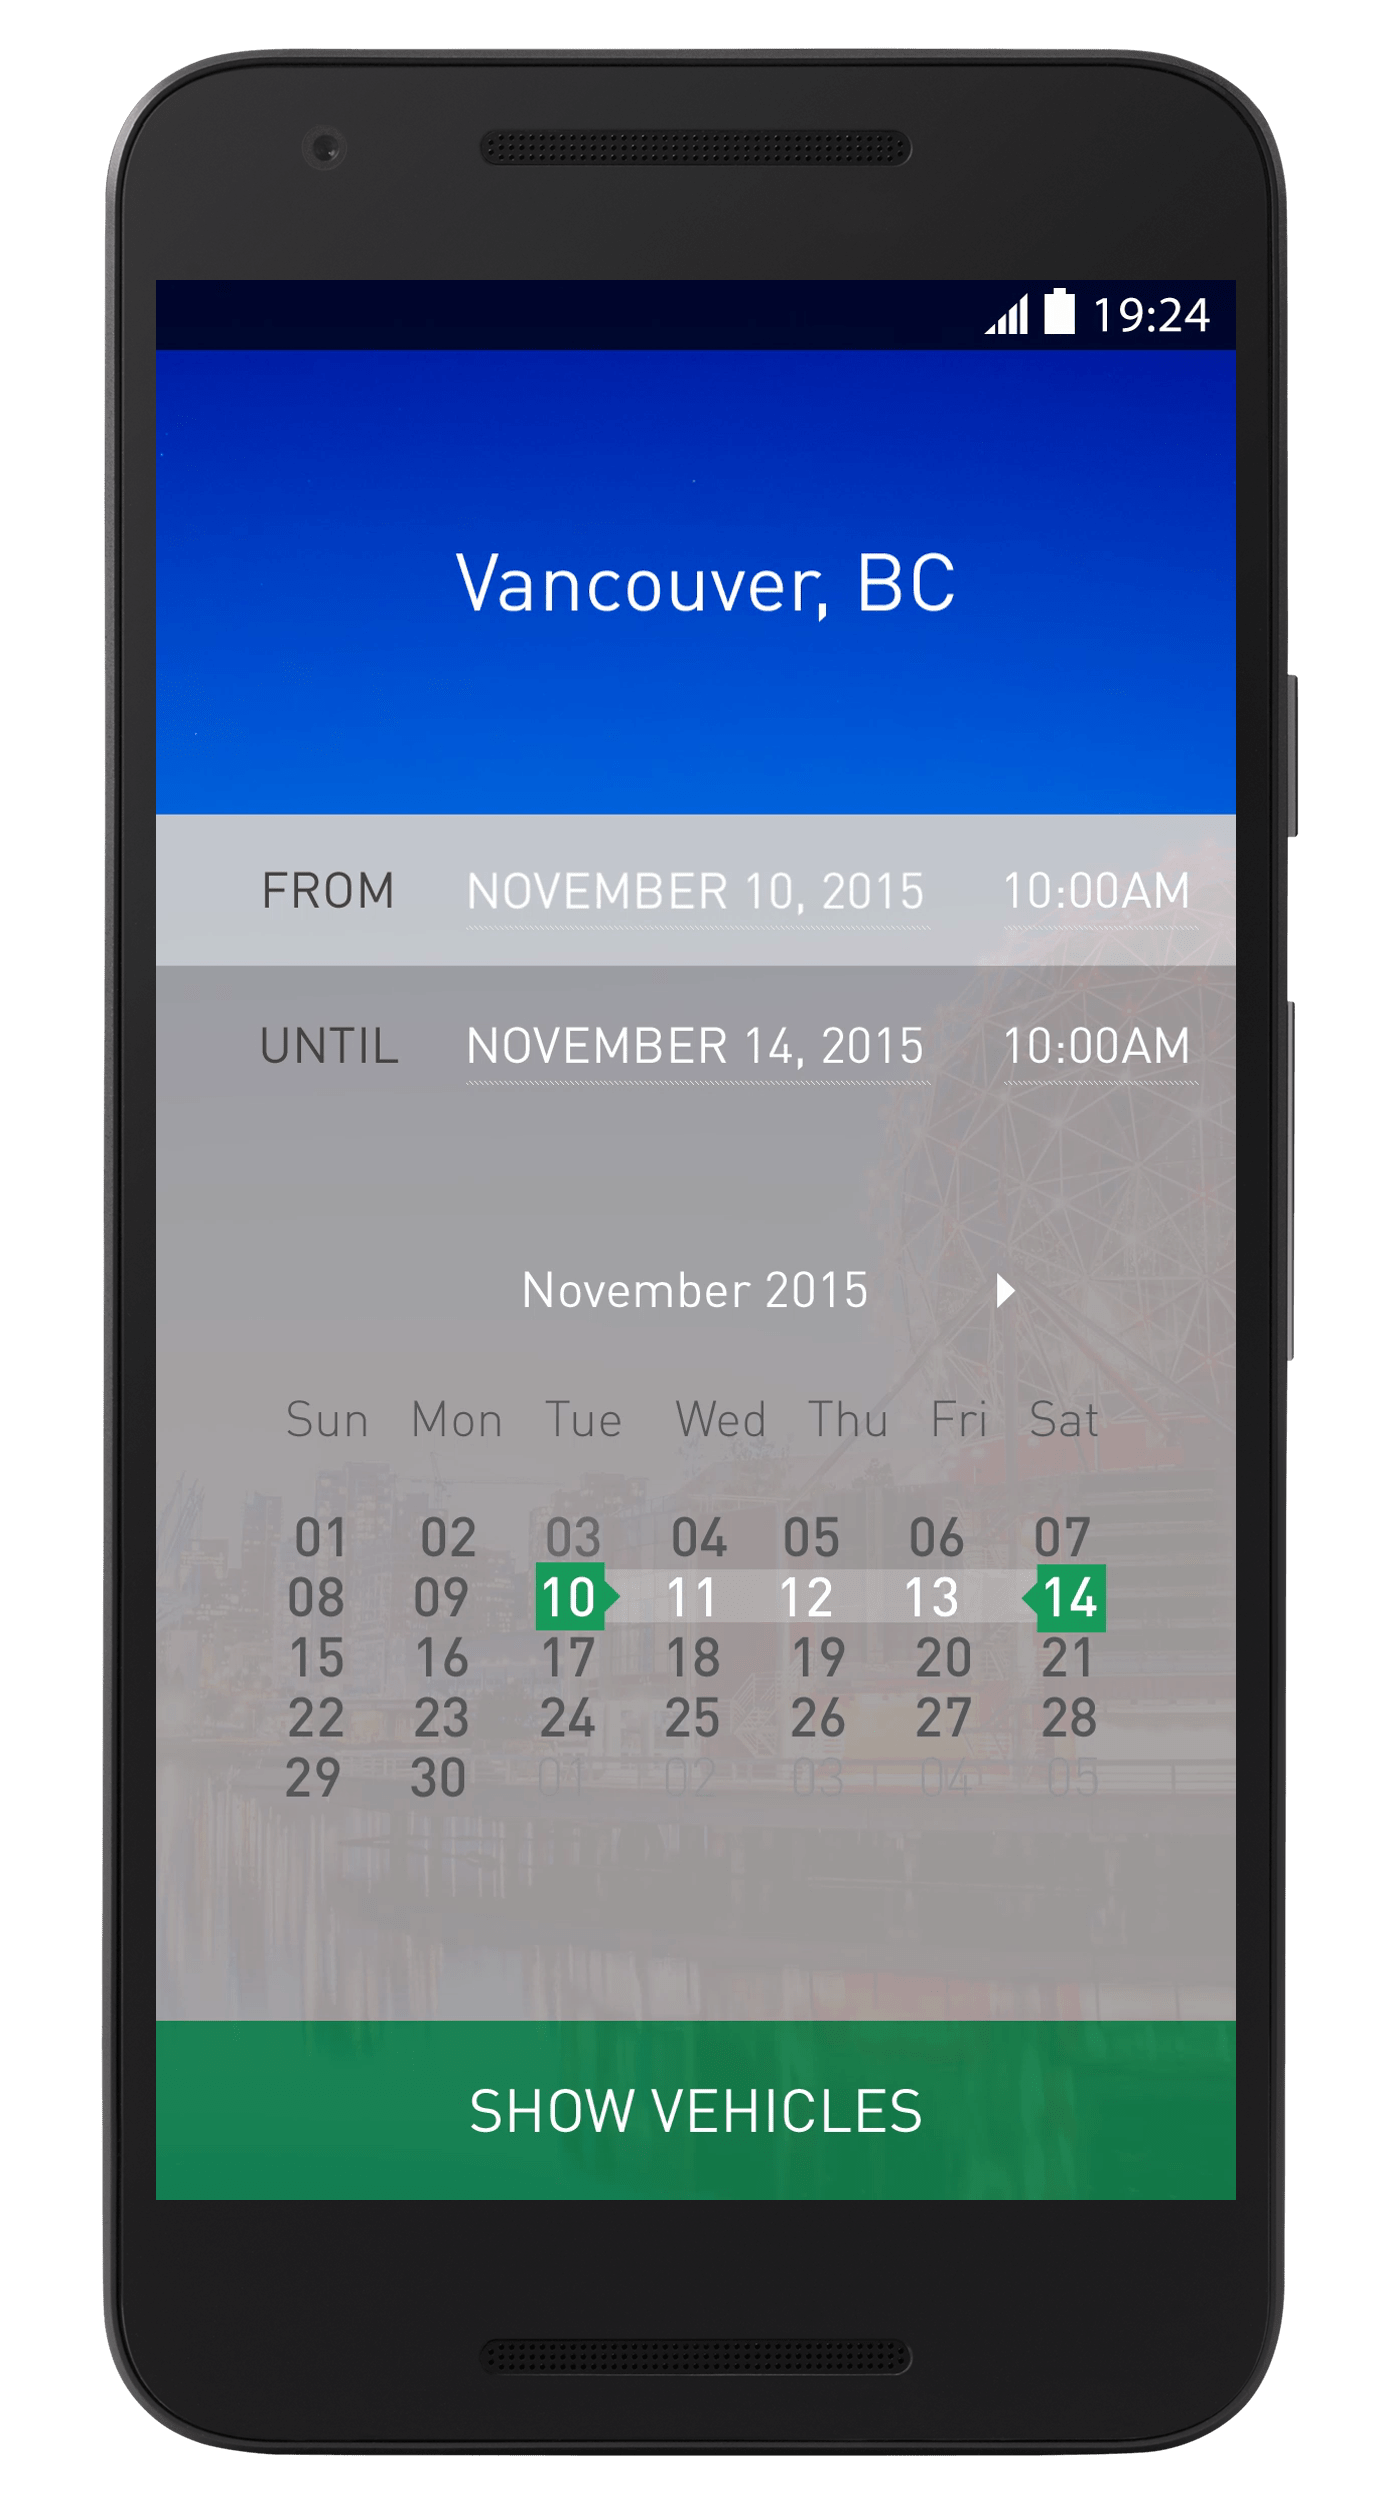 19:24
Vancouver, BC
FROM NOVEMBER 10, 2015 10:00AM
UNTIL NOVEMBER 14, 2015 10:00AM
November 2015
Sun Mon Tue Wed Thu Fri Sat
01 02 03 04 05 06 07
08 09 10 11 12 13 14
15 16 17 18 19 20 21
22 23 24 25 26 27 28
29 30 01 02 03 04 05
SHOW VEHICLES